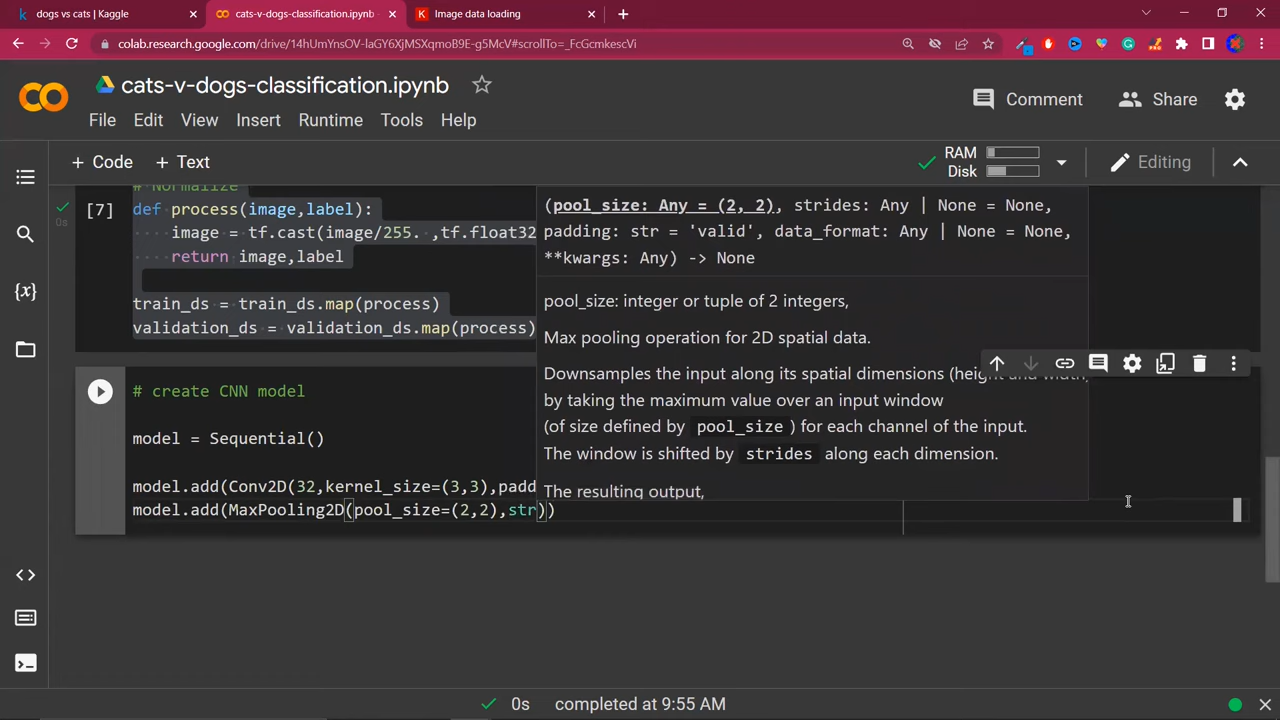 dogs vs cats | Kaggle
cats-v-dogs-classification.ipynb
Image data loading
colab.research.google.com/drive/14hUmYnsOV-laGY6XjMSXqmoB9E-g5McV#scrollTo=_FcGcmkescVi
cats-v-dogs-classification.ipynb
Comment
Share
File Edit View Insert Runtime Tools Help
+ Code + Text
RAM
Disk
Editing
# Normalize
[7]
0s
def process(image,label):
image = tf.cast(image/255. ,tf.float32
return image,label
train_ds = train_ds.map(process)
validation_ds = validation_ds.map(process)
(pool_size: Any = (2, 2), strides: Any | None = None,
padding: str = 'valid', data_format: Any | None = None,
**kwargs: Any) -> None
pool_size: integer or tuple of 2 integers,
Max pooling operation for 2D spatial data.
Downsamples the input along its spatial dimensions (height and width)
by taking the maximum value over an input window
(of size defined by pool_size ) for each channel of the input.
The window is shifted by strides along each dimension.
The resulting output,
# create CNN model
model = Sequential()
model.add(Conv2D(32,kernel_size=(3,3),padd
model.add(MaxPooling2D(pool_size=(2,2),str))
0s completed at 9:55 AM